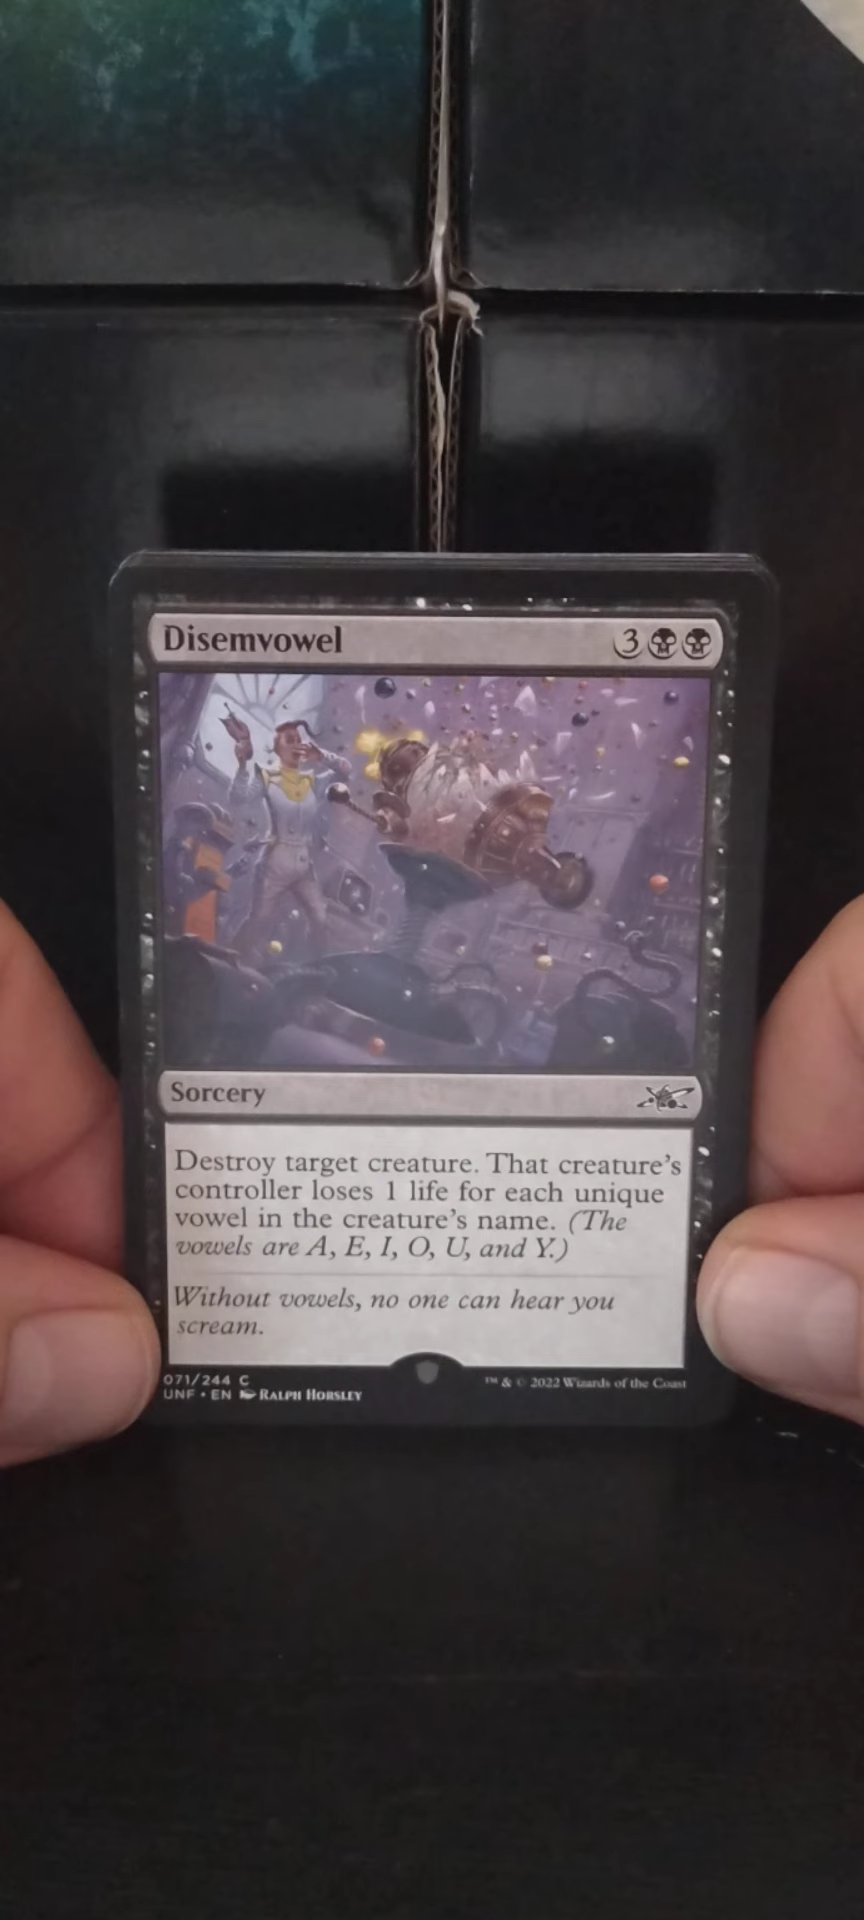 Disemvowel 3
Sorcery
Destroy target creature. That creature's
controller loses 1 life for each unique
vowel in the creature's name. (The
vowels are A, E, I, O, U, and Y.)
Without vowels, no one can hear you
scream.
071/244 C
UNF • EN RALPH HORSLEY
™ & © 2022 Wizards of the Coast